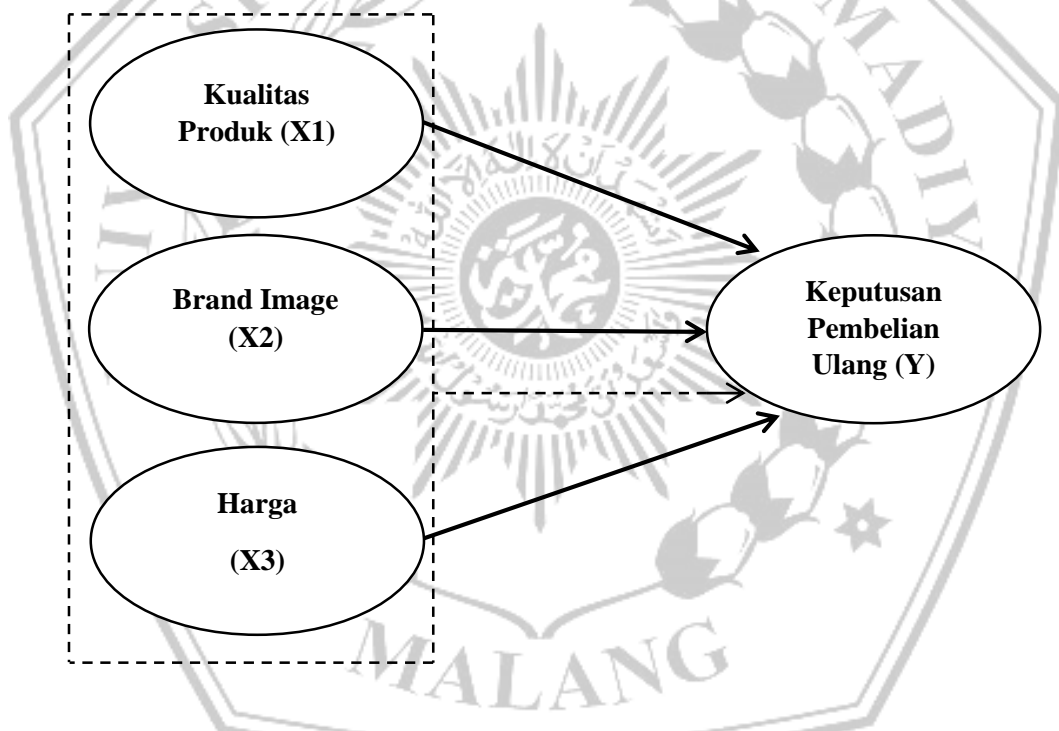 Kualitas
Produk (X1)
Brand Image
(X2)
Harga
(X3)
Keputusan
Pembelian
Ulang (Y)
MALANG